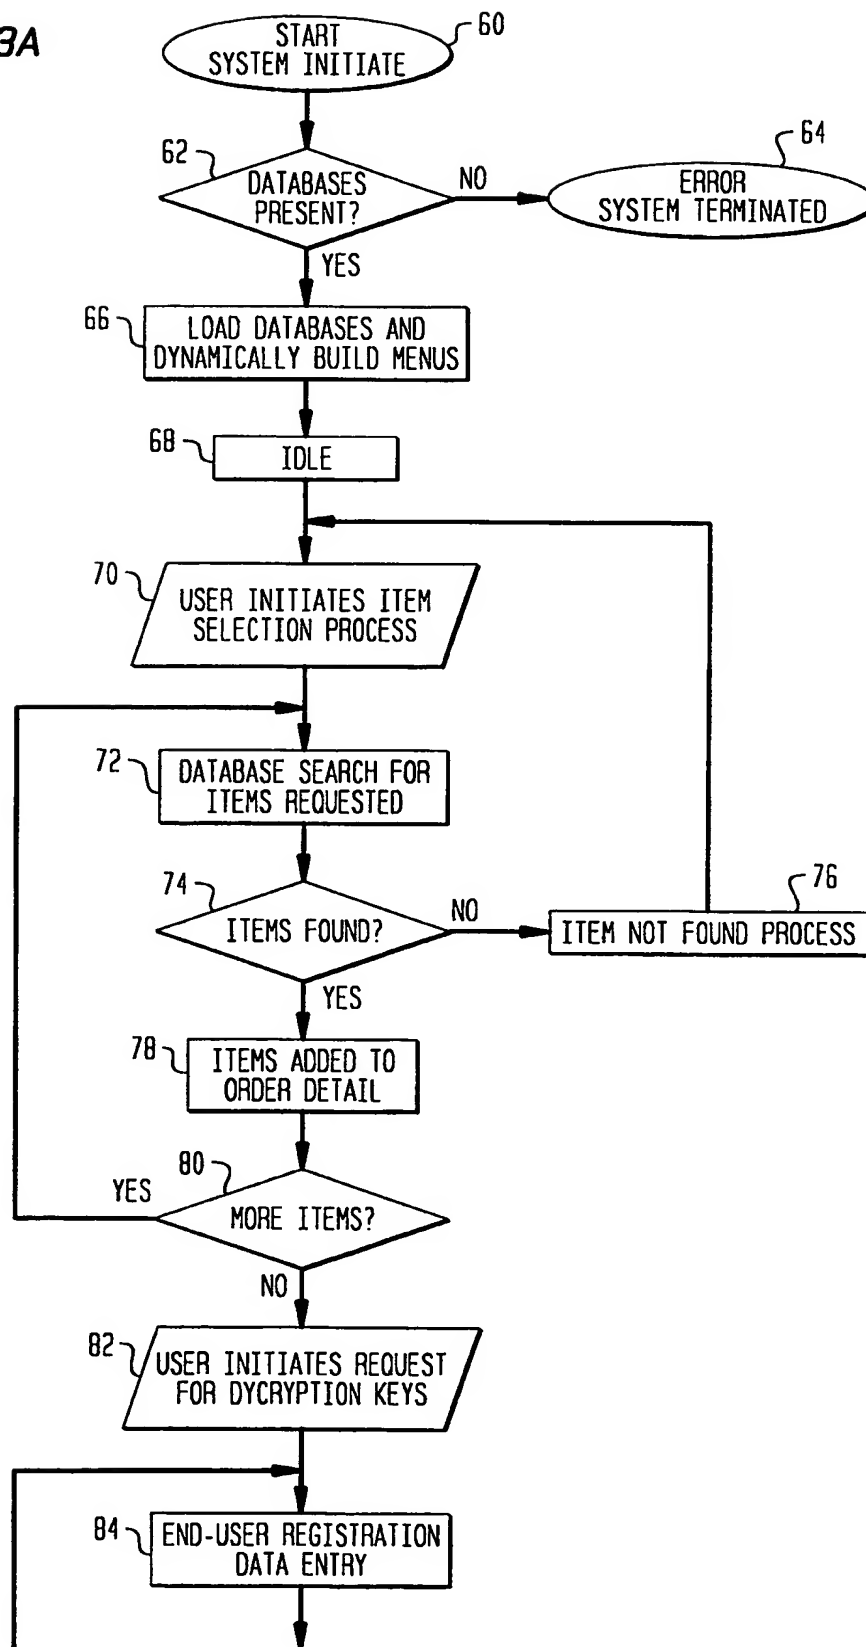 3A
START
SYSTEM INITIATE
60
62
DATABASES
PRESENT?
NO
64
ERROR
SYSTEM TERMINATED
YES
66
LOAD DATABASES AND
DYNAMICALLY BUILD MENUS
68
IDLE
70
USER INITIATES ITEM
SELECTION PROCESS
72
DATABASE SEARCH FOR
ITEMS REQUESTED
74
ITEMS FOUND?
NO
76
ITEM NOT FOUND PROCESS
YES
78
ITEMS ADDED TO
ORDER DETAIL
80
YES
MORE ITEMS?
NO
82
USER INITIATES REQUEST
FOR DYCRYPTION KEYS
84
END-USER REGISTRATION
DATA ENTRY